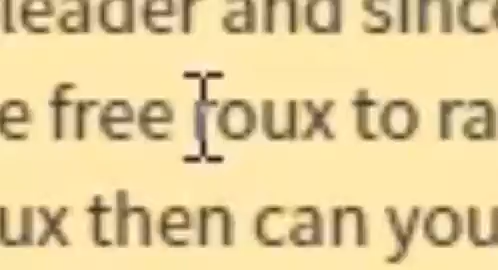 leader and sinc
e free roux to ra
ux then can you